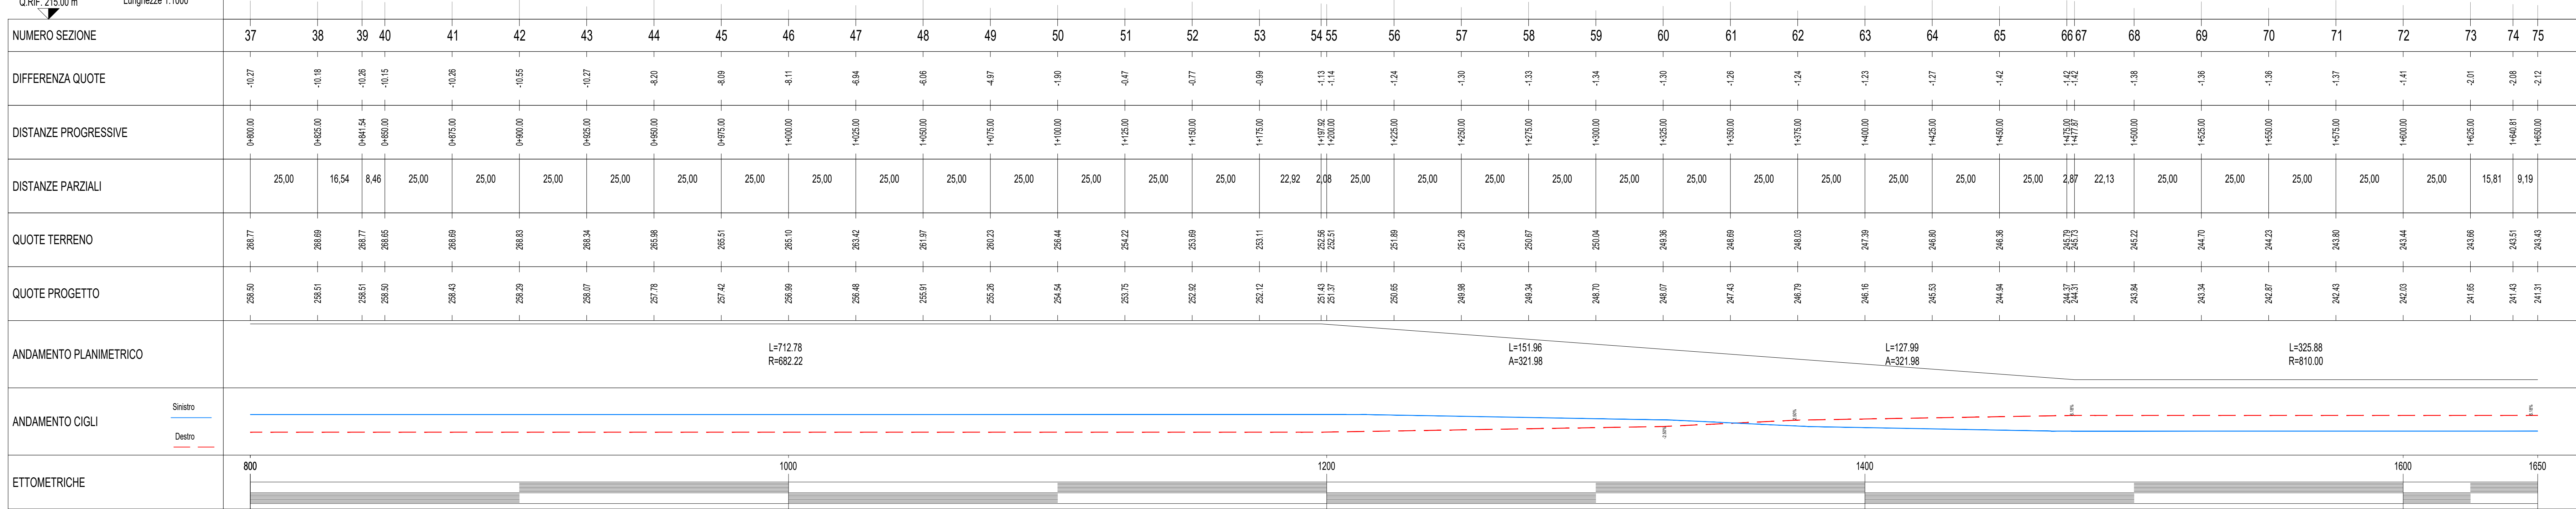 Q.RIF. 215.00 m Lunghezze 1:1000
NUMERO SEZIONE 37 38 39 40 41 42 43 44 45 46 47 48 49 50 51 52 53 54 55 56 57 58 59 60 61 62 63 64 65 66 67 68 69 70 71 72 73 74 75
DIFFERENZA QUOTE -10.27 -10.18 -10.26 -10.15 -10.26 -10.55 -10.27 -8.20 -8.09 -8.11 -6.94 -6.06 -4.97 -1.90 -0.47 -0.77 -0.99 -1.13 -1.14 -1.24 -1.30 -1.33 -1.34 -1.30 -1.26 -1.24 -1.23 -1.27 -1.42 -1.42 -1.42 -1.38 -1.36 -1.36 -1.37 -1.41 -2.01 -2.08 -2.12
DISTANZE PROGRESSIVE 0+800.00 0+825.00 0+841.54 0+850.00 0+875.00 0+900.00 0+925.00 0+950.00 0+975.00 1+000.00 1+025.00 1+050.00 1+075.00 1+100.00 1+125.00 1+150.00 1+175.00 1+197.92 1+200.00 1+225.00 1+250.00 1+275.00 1+300.00 1+325.00 1+350.00 1+375.00 1+400.00 1+425.00 1+450.00 1+475.00 1+477.87 1+500.00 1+525.00 1+550.00 1+575.00 1+600.00 1+625.00 1+640.81 1+650.00
DISTANZE PARZIALI 25,00 16,54 8,46 25,00 25,00 25,00 25,00 25,00 25,00 25,00 25,00 25,00 25,00 25,00 25,00 25,00 22,92 2,08 25,00 25,00 25,00 25,00 25,00 25,00 25,00 25,00 25,00 25,00 25,00 2,87 22,13 25,00 25,00 25,00 25,00 25,00 15,81 9,19
QUOTE TERRENO 268.77 268.69 268.77 268.65 268.69 268.83 268.34 265.98 265.51 265.10 263.42 261.97 260.23 256.44 254.22 253.69 253.11 252.56 252.51 251.89 251.28 250.67 250.04 249.36 248.69 248.03 247.39 246.80 246.36 245.79 245.73 245.22 244.70 244.23 243.80 243.44 243.66 243.51 243.43
QUOTE PROGETTO 258.50 258.51 258.51 258.50 258.43 258.29 258.07 257.78 257.42 256.99 256.48 255.91 255.26 254.54 253.75 252.92 252.12 251.43 251.37 250.65 249.98 249.34 248.70 248.07 247.43 246.79 246.16 245.53 244.94 244.37 244.31 243.84 243.34 242.87 242.43 242.03 241.65 241.43 241.31
ANDAMENTO PLANIMETRICO
L=712.78 L=151.96 L=127.99 L=325.88
R=682.22 A=321.98 A=321.98 R=810.00
ANDAMENTO CIGLI
Sinistro
Destro
-2.50%
ETTOMETRICHE
800 1000 1200 1400 1600 1650